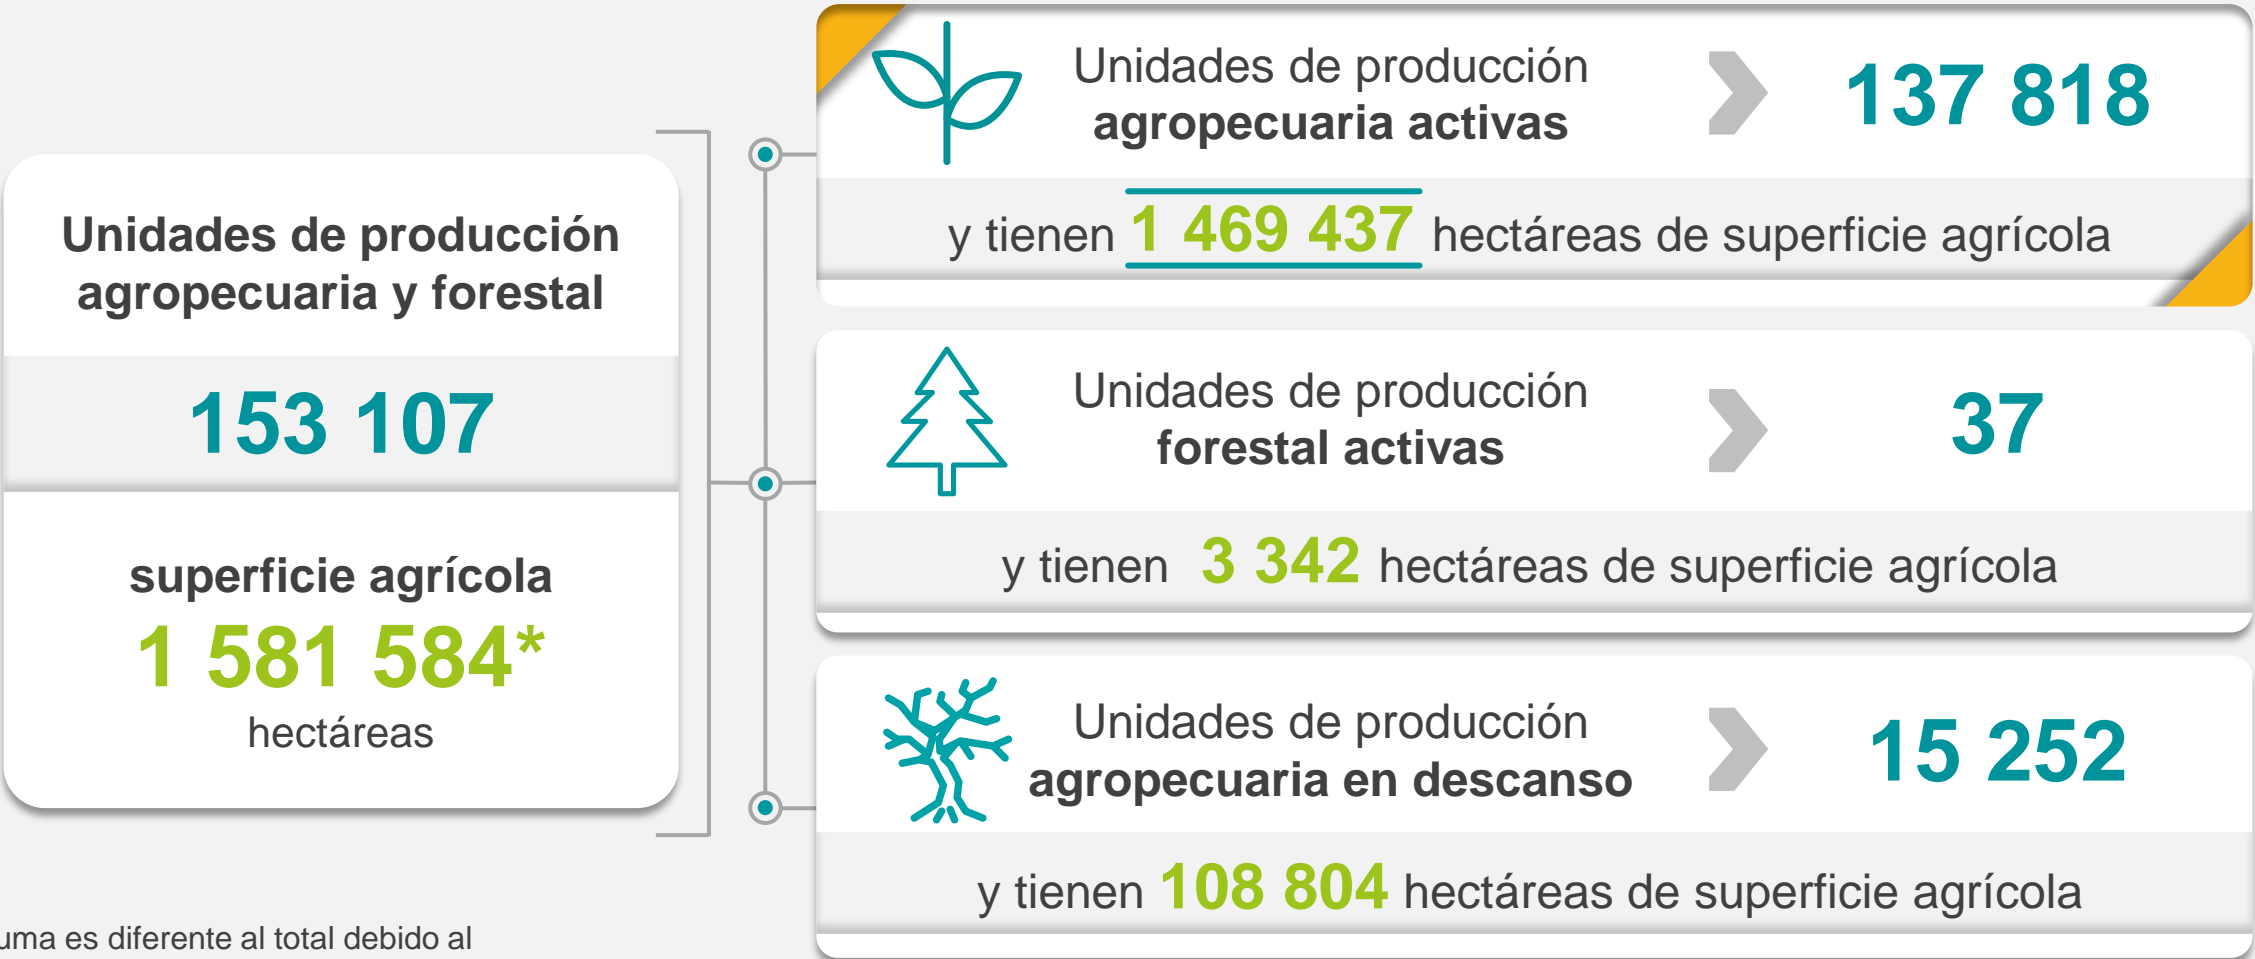 Unidades de producción
agropecuaria y forestal
153 107
superficie agrícola
1 581 584*
hectáreas
Unidades de producción
agropecuaria activas
137 818
y tienen 1 469 437 hectáreas de superficie agrícola
Unidades de producción
forestal activas
37
y tienen 3 342 hectáreas de superficie agrícola
Unidades de producción
agropecuaria en descanso
15 252
y tienen 108 804 hectáreas de superficie agrícola
es diferente al total debido al